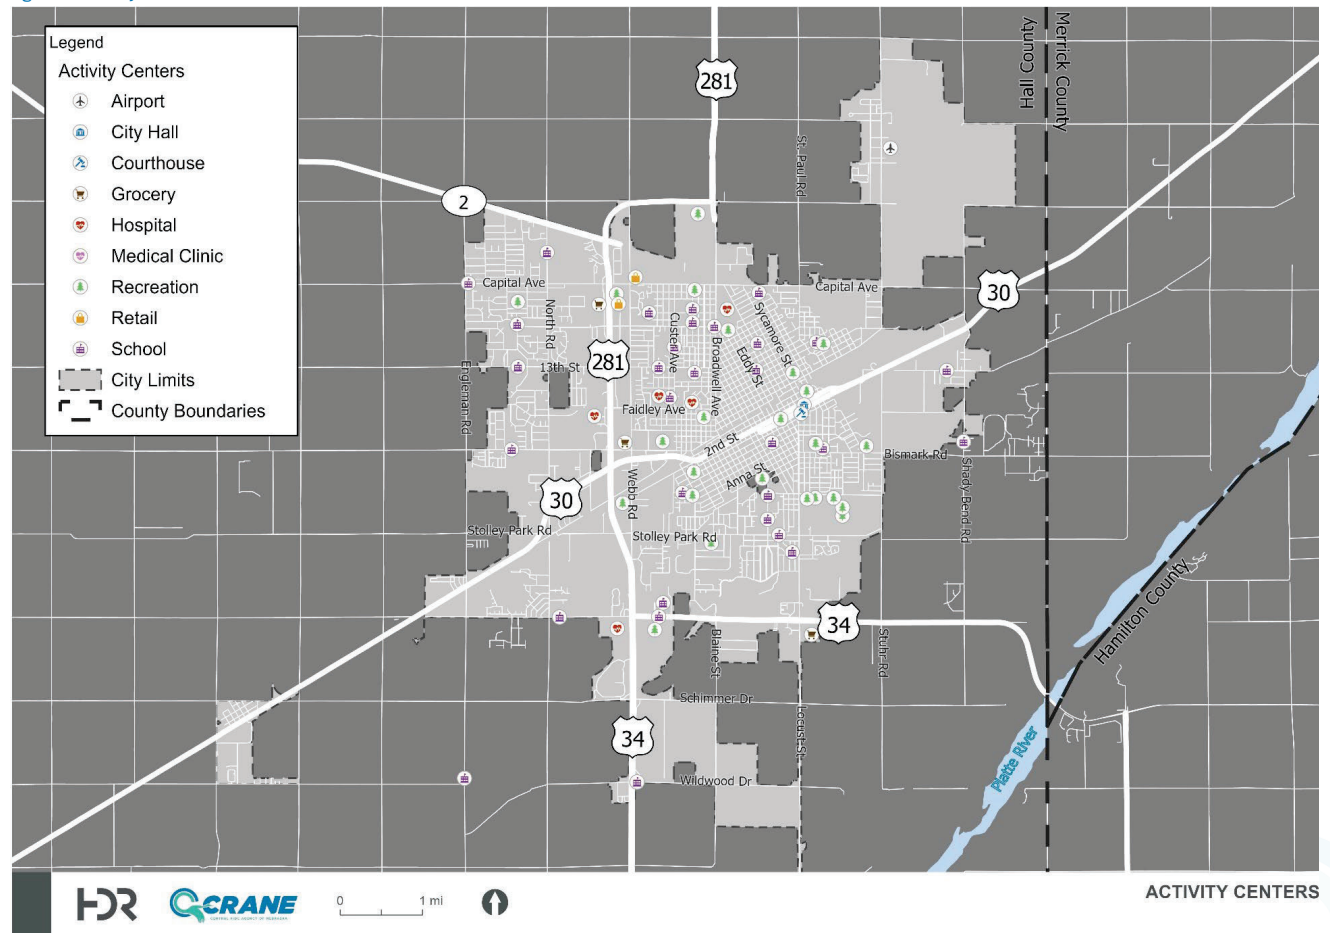 Legend
Activity Centers
Airport
City Hall
Courthouse
Grocery
Hospital
Medical Clinic
Recreation
Retail
School
City Limits
County Boundaries
281
Hall County
Merrick County
St. Paul Rd
2
Capital Ave
Capital Ave
30
North Rd
Custer Ave
Sycamore St
Eddy St
Broadwell Ave
281
13th St
Engleman Rd
Faidley Ave
2nd St
Bismark Rd
Anna St
Webb Rd
30
Shady Bend Rd
Stolley Park Rd
Stolley Park Rd
Hamilton County
34
Blaine St
Stuhr Rd
Schimmer Dr
Locust St
34
Platte River
Wildwood Dr
HDR
CRANE
0 1 mi
ACTIVITY CENTERS